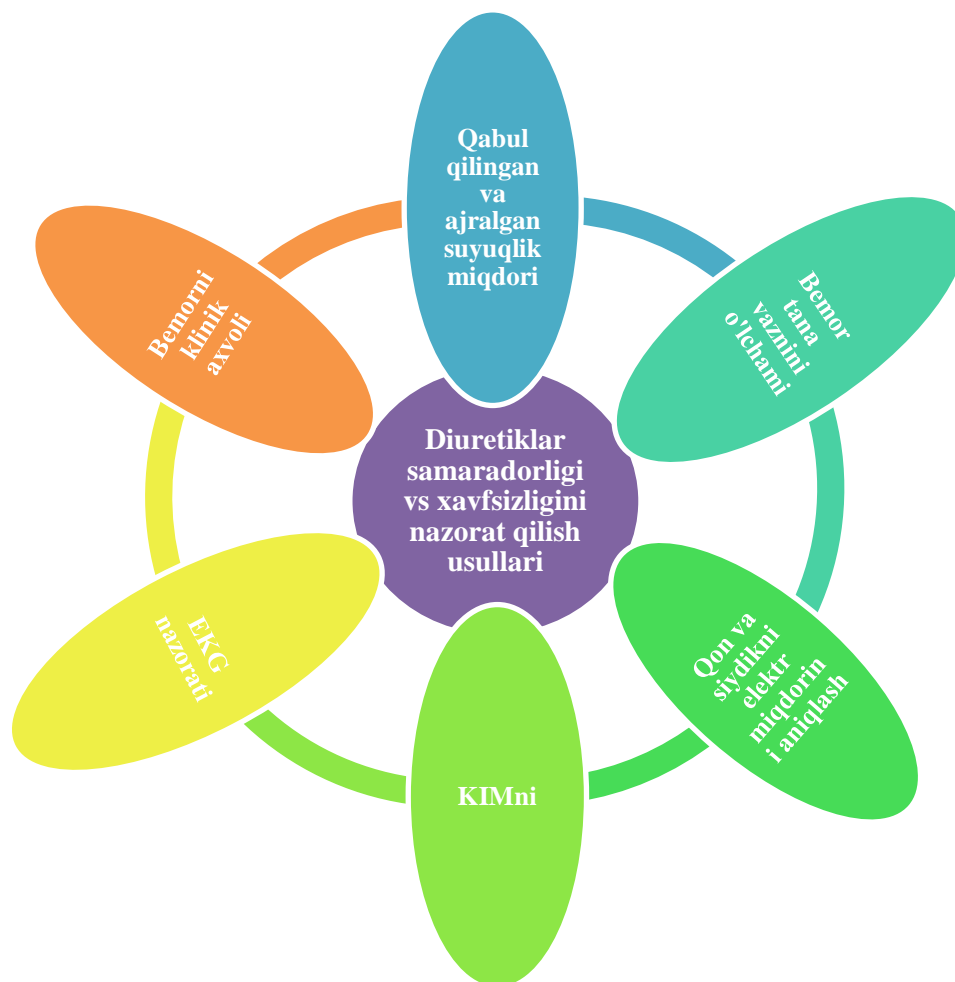 Qabul
qilingan
va
ajralgan
suyuqlik
miqdori
Bemor
tana
vaznini
o'lchami
Qon va
siydikni
elektr
miqdorin
i aniqlash
KIMni
EKG
nazorati
Bemorni
klinik
axvoli
Diuretiklar
samaradorligi
vs xavfsizligini
nazorat qilish
usullari